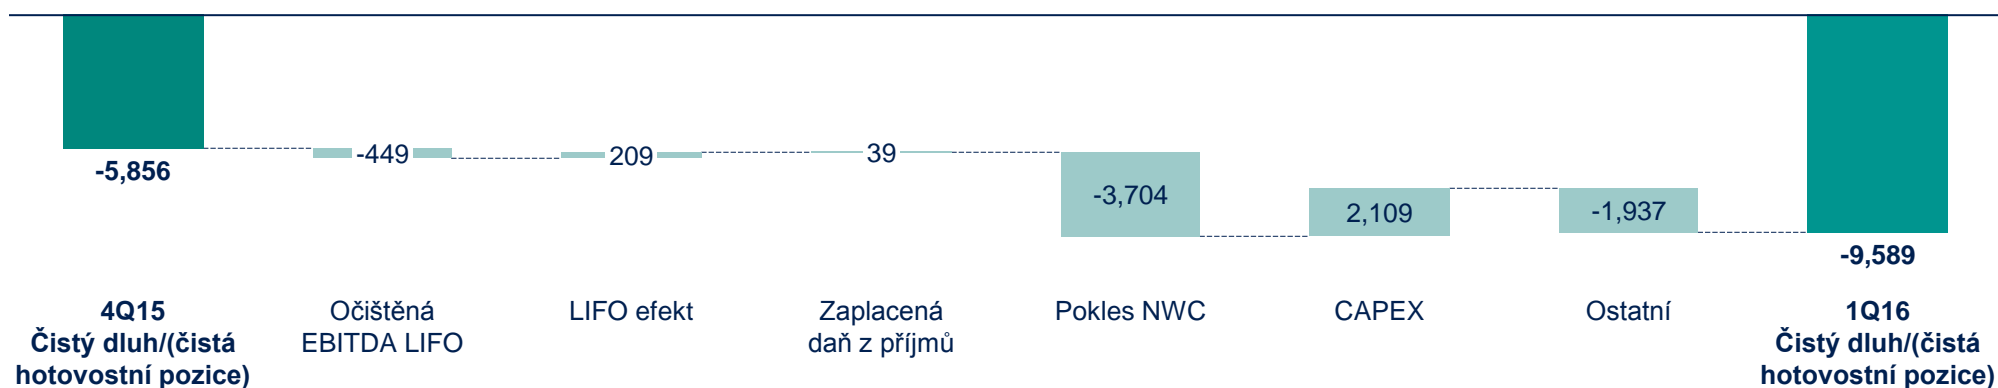 -5,856
-449
209
39
-3,704
2,109
-1,937
-9,589
4Q15
Čistý dluh/(čistá
hotovostní pozice)
Očištěná
EBITDA LIFO
LIFO efekt
Zaplacená
daň z příjmů
Pokles NWC
CAPEX
Ostatní
1Q16
Čistý dluh/(čistá
hotovostní pozice)